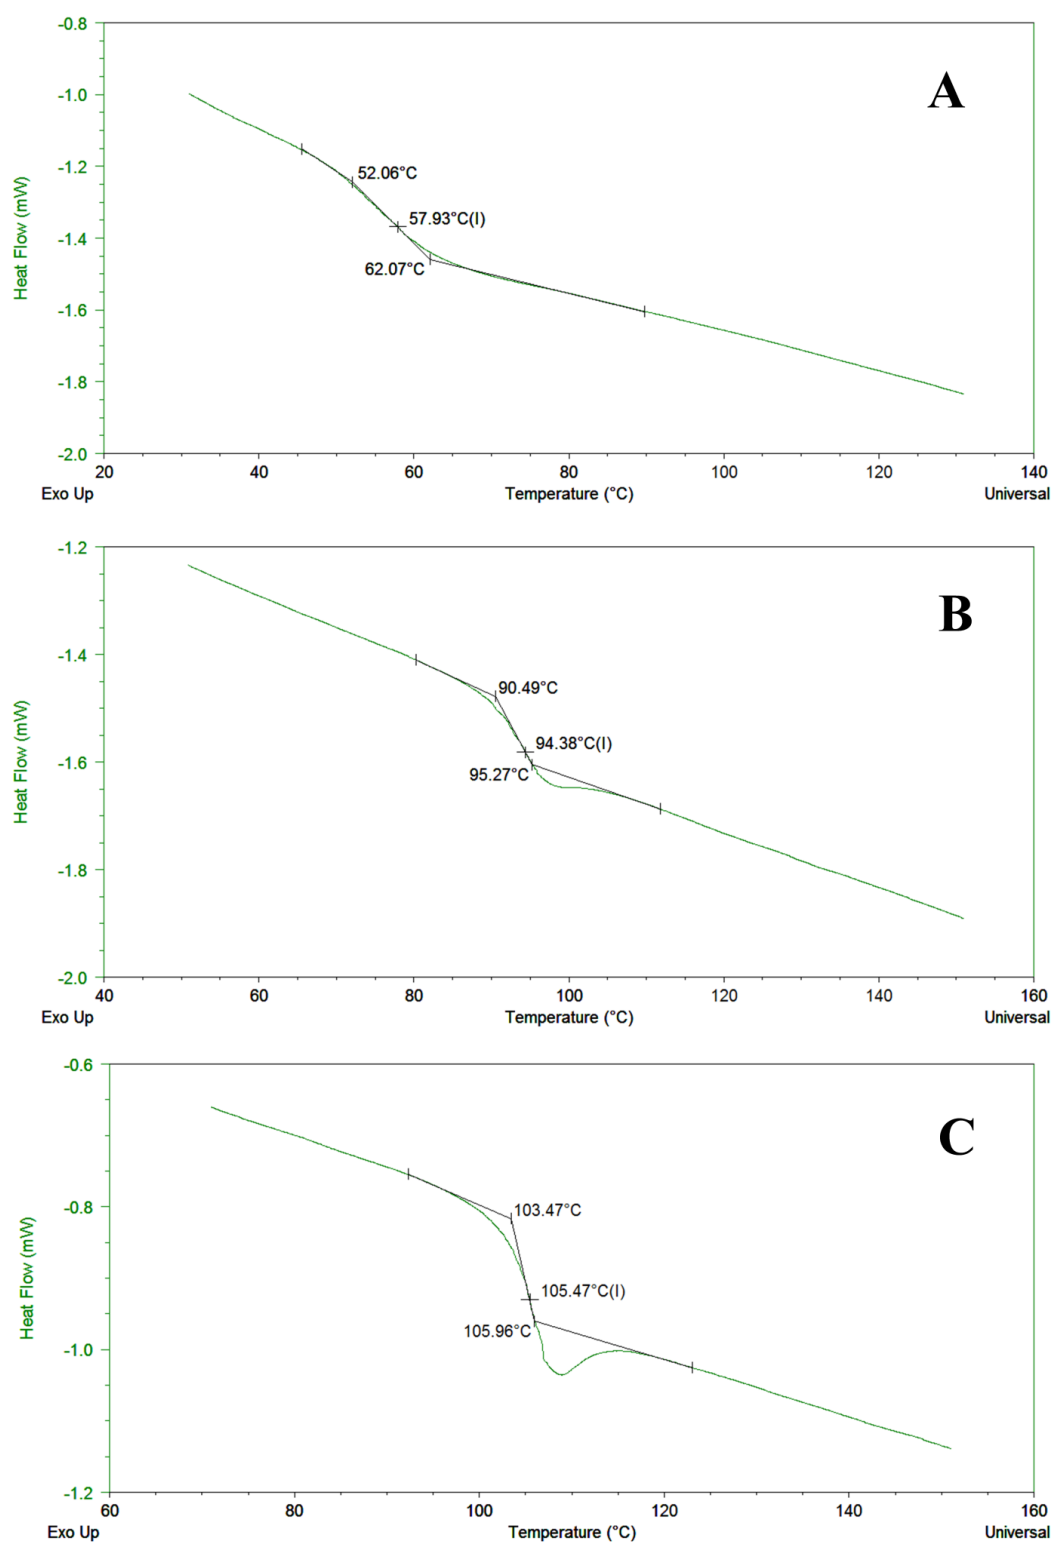 -0.8
A
-1.0
-1.2
52.06°C
57.93°C(I)
-1.4
62.07°C
Heat Flow (mW)
-1.6
-1.8
-2.0
20 40 60 80 100 120 140
Exo Up Temperature (°C) Universal
-1.2
B
-1.4
90.49°C
94.38°C(I)
-1.6
95.27°C
Heat Flow (mW)
-1.8
-2.0
40 60 80 100 120 140 160
Exo Up Temperature (°C) Universal
-0.6
C
-0.8
103.47°C
105.47°C(I)
105.96°C
Heat Flow (mW)
-1.0
-1.2
60 80 100 120 140 160
Exo Up Temperature (°C) Universal